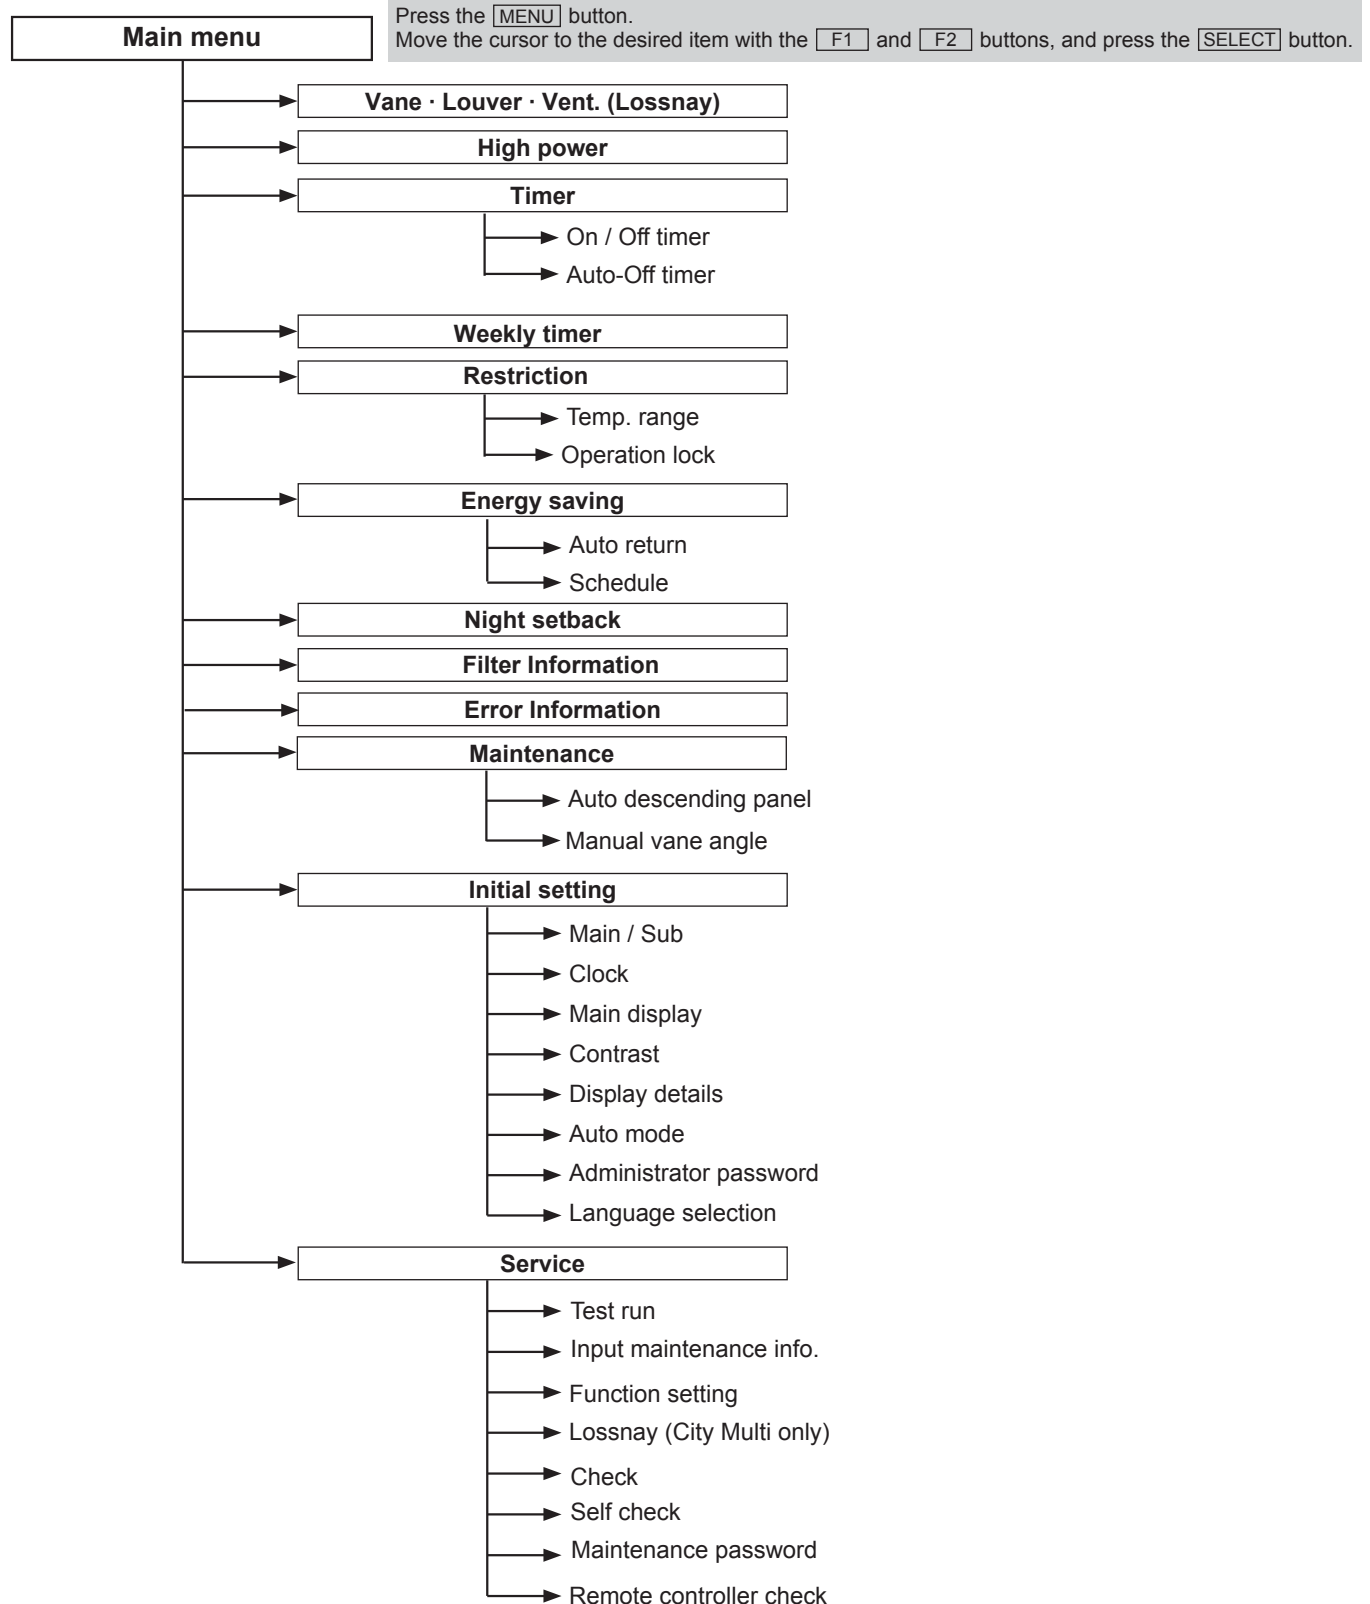 Main menu
Press the MENU button.
Move the cursor to the desired item with the F1 and F2 buttons, and press the SELECT button.
Vane · Louver · Vent. (Lossnay)
High power
Timer
On / Off timer
Auto-Off timer
Weekly timer
Restriction
Temp. range
Operation lock
Energy saving
Auto return
Schedule
Night setback
Filter Information
Error Information
Maintenance
Auto descending panel
Manual vane angle
Initial setting
Main / Sub
Clock
Main display
Contrast
Display details
Auto mode
Administrator password
Language selection
Service
Test run
Input maintenance info.
Function setting
Lossnay (City Multi only)
Check
Self check
Maintenance password
Remote controller check